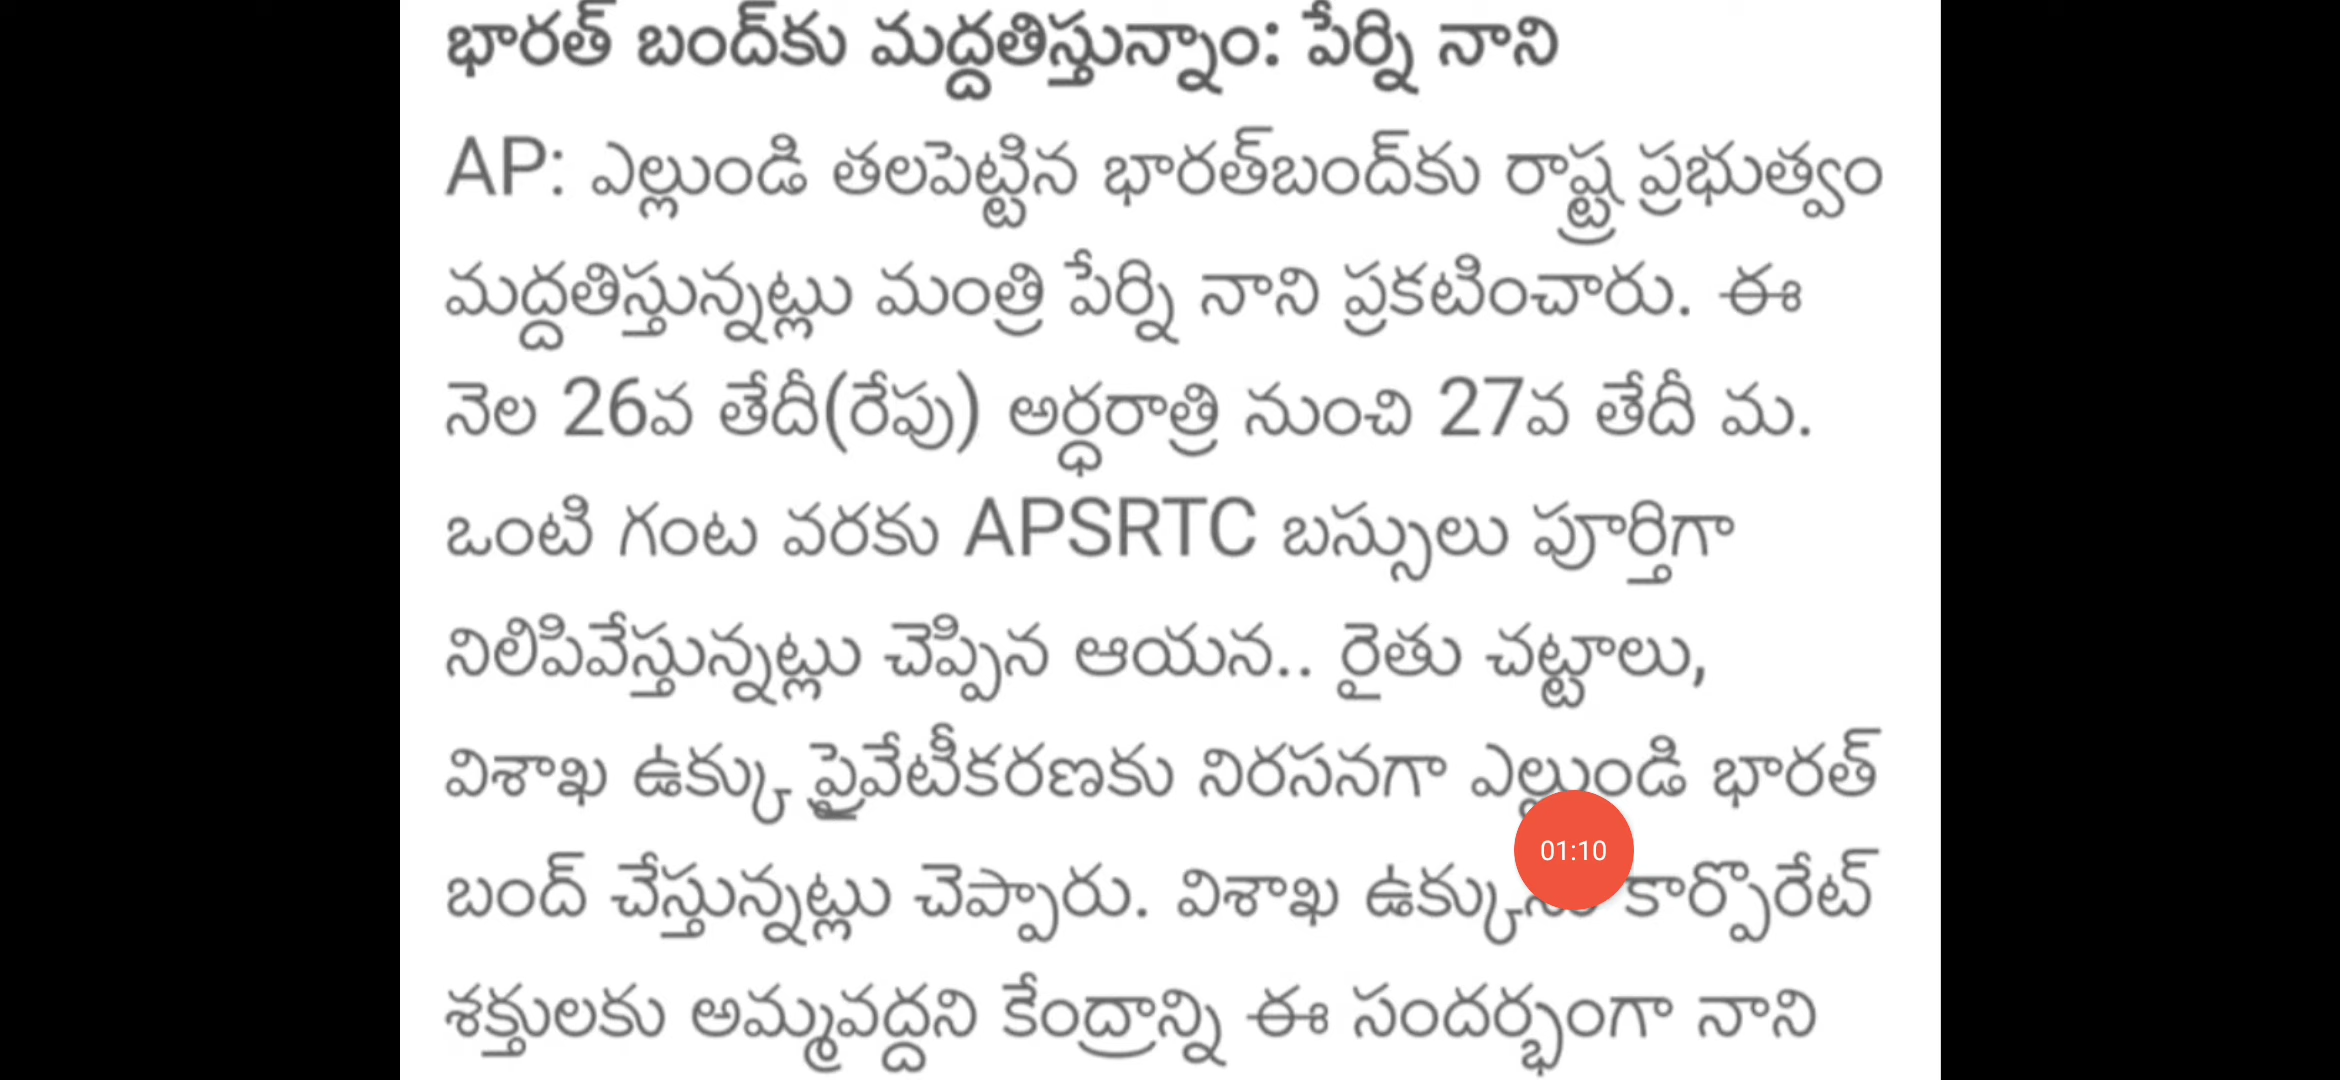 భారత్ బంద్‌కు మద్దతిస్తున్నాం: పేర్ని నాని
AP: ఎల్లుండి తలపెట్టిన భారత్‌బంద్‌కు రాష్ట్ర ప్రభుత్వం
మద్దతిస్తున్నట్లు మంత్రి పేర్ని నాని ప్రకటించారు. ఈ
నెల 26వ తేదీ(రేపు) అర్ధరాత్రి నుంచి 27వ తేదీ మ.
ఒంటి గంట వరకు APSRTC బస్సులు పూర్తిగా
నిలిపివేస్తున్నట్లు చెప్పిన ఆయన.. రైతు చట్టాలు,
విశాఖ ఉక్కు ప్రైవేటీకరణకు నిరసనగా ఎల్లుండి భారత్
01:10
బంద్ చేస్తున్నట్లు చెప్పారు. విశాఖ కార్పొరేట్
శక్తులకు అమ్మవద్దని కేంద్రాన్ని ఈ సందర్భంగా నాని